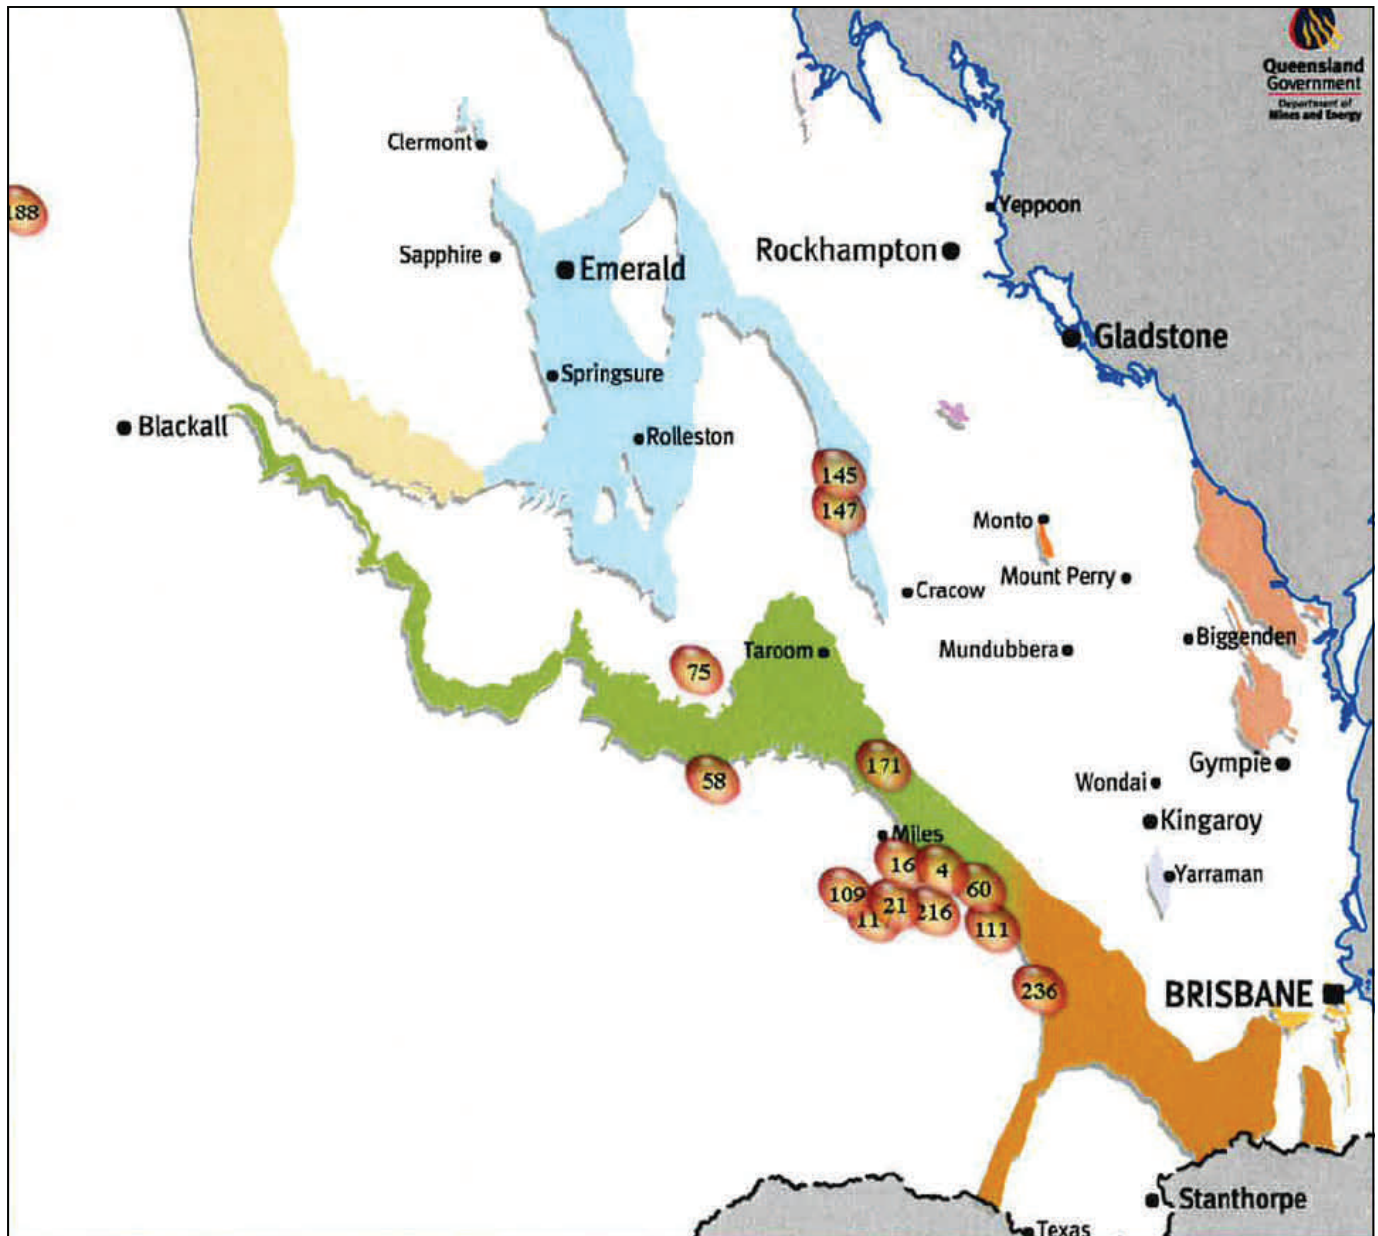 Queensland
Government
Department of
Mines and Energy
Clermont
188
Yeppoon
Sapphire
Rockhampton
Emerald
Gladstone
Springsure
Blackall
Rolleston
145
147
Monto
Mount Perry
Cracow
Biggenden
Taroom
Mundubbera
75
171
Gympie
58
Wondai
Kingaroy
Miles
16
4
Yarraman
60
109
21
216
11
111
236
BRISBANE
Stanthorpe
Texas